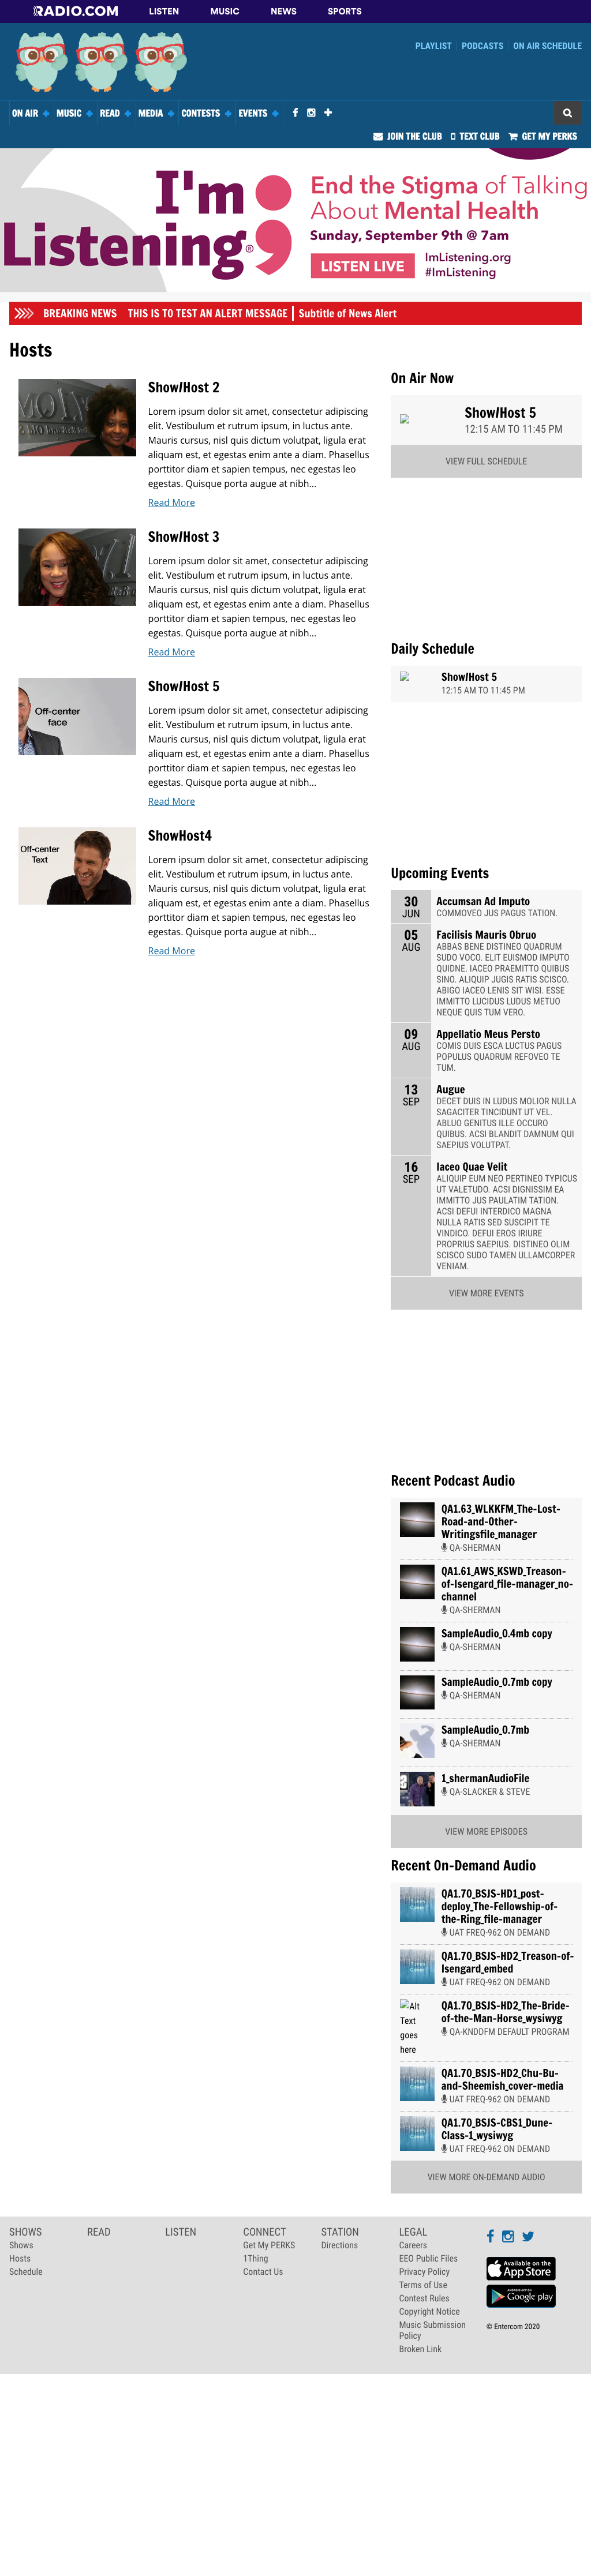 RADIO.COM LISTEN MUSIC NEWS SPORTS
PLAYLIST PODCASTS ON AIR SCHEDULE
ON AIR MUSIC READ MEDIA CONTESTS EVENTS
JOIN THE CLUB TEXT CLUB GET MY PERKS
I'm
Listening®
End the Stigma of Talking
About Mental Health
Sunday, September 9th @ 7am
LISTEN LIVE
ImListening.org
#ImListening
BREAKING NEWS THIS IS TO TEST AN ALERT MESSAGE | Subtitle of News Alert
Hosts
Show/Host 2
Lorem ipsum dolor sit amet, consectetur adipiscing
elit. Vestibulum et rutrum ipsum, in luctus ante.
Mauris cursus, nisl quis dictum volutpat, ligula erat
aliquam est, et egestas enim ante a diam. Phasellus
porttitor diam et sapien tempus, nec egestas leo
egestas. Quisque porta augue at nibh...
Read More
Show/Host 3
Lorem ipsum dolor sit amet, consectetur adipiscing
elit. Vestibulum et rutrum ipsum, in luctus ante.
Mauris cursus, nisl quis dictum volutpat, ligula erat
aliquam est, et egestas enim ante a diam. Phasellus
porttitor diam et sapien tempus, nec egestas leo
egestas. Quisque porta augue at nibh...
Read More
Off-center
face
Show/Host 5
Lorem ipsum dolor sit amet, consectetur adipiscing
elit. Vestibulum et rutrum ipsum, in luctus ante.
Mauris cursus, nisl quis dictum volutpat, ligula erat
aliquam est, et egestas enim ante a diam. Phasellus
porttitor diam et sapien tempus, nec egestas leo
egestas. Quisque porta augue at nibh...
Read More
Off-center
Text
ShowHost4
Lorem ipsum dolor sit amet, consectetur adipiscing
elit. Vestibulum et rutrum ipsum, in luctus ante.
Mauris cursus, nisl quis dictum volutpat, ligula erat
aliquam est, et egestas enim ante a diam. Phasellus
porttitor diam et sapien tempus, nec egestas leo
egestas. Quisque porta augue at nibh...
Read More
On Air Now
Show/Host 5
12:15 AM TO 11:45 PM
VIEW FULL SCHEDULE
Daily Schedule
Show/Host 5
12:15 AM TO 11:45 PM
Upcoming Events
30
JUN
Accumsan Ad Imputo
COMMOVEO JUS PAGUS TATION.
05
AUG
Facilisis Mauris Obruo
ABBAS BENE DISTINEO QUADRUM
SUDO VOCO. ELIT EUISMOD IMPUTO
QUIDNE. IACEO PRAEMITTO QUIBUS
SINO. ALIQUIP JUGIS RATIS SCISCO.
ABIGO IACEO LENIS SIT WISI. ESSE
IMMITTO LUCIDUS LUDUS METUO
NEQUE QUIS TUM VERO.
09
AUG
Appellatio Meus Persto
COMIS DUIS ESCA LUCTUS PAGUS
POPULUS QUADRUM REFOVEO TE
TUM.
13
SEP
Augue
DECET DUIS IN LUDUS MOLIOR NULLA
SAGACITER TINCIDUNT UT VEL.
ABLUO GENITUS ILLE OCCURO
QUIBUS. ACSI BLANDIT DAMNUM QUI
SAEPIUS VOLUTPAT.
16
SEP
Iaceo Quae Velit
ALIQUIP EUM NEO PERTINEO TYPICUS
UT VALETUDO. ACSI DIGNISSIM EA
IMMITTO JUS PAULATIM TATION.
ACSI DEFUI INTERDICO MAGNA
NULLA RATIS SED SUSCIPIT TE
VINDICO. DEFUI EROS IRIURE
PROPRIUS SAEPIUS. DISTINEO OLIM
SCISCO SUDO TAMEN ULLAMCORPER
VENIAM.
VIEW MORE EVENTS
Recent Podcast Audio
QA1.63_WLKKFM_The-Lost-
Road-and-Other-
Writingsfile_manager
QA-SHERMAN
QA1.61_AWS_KSWD_Treason-
of-Isengard_file-manager_no-
channel
QA-SHERMAN
SampleAudio_0.4mb copy
QA-SHERMAN
SampleAudio_0.7mb copy
QA-SHERMAN
SampleAudio_0.7mb
QA-SHERMAN
1_shermanAudioFile
QA-SLACKER & STEVE
VIEW MORE EPISODES
Recent On-Demand Audio
QA1.70_BSJS-HD1_post-
deploy_The-Fellowship-of-
the-Ring_file-manager
UAT FREQ-962 ON DEMAND
QA1.70_BSJS-HD2_Treason-of-
Isengard_embed
UAT FREQ-962 ON DEMAND
Alt
Text
goes
here
QA1.70_BSJS-HD2_The-Bride-
of-the-Man-Horse_wysiwyg
QA-KNDDFM DEFAULT PROGRAM
QA1.70_BSJS-HD2_Chu-Bu-
and-Sheemish_cover-media
UAT FREQ-962 ON DEMAND
QA1.70_BSJS-CBS1_Dune-
Class-1_wysiwyg
UAT FREQ-962 ON DEMAND
VIEW MORE ON-DEMAND AUDIO
SHOWS
Shows
Hosts
Schedule
READ
LISTEN
CONNECT
Get My PERKS
1Thing
Contact Us
STATION
Directions
LEGAL
Careers
EEO Public Files
Privacy Policy
Terms of Use
Contest Rules
Copyright Notice
Music Submission
Policy
Broken Link
Available on the
App Store
ANDROID APP ON
Google play
© Entercom 2020